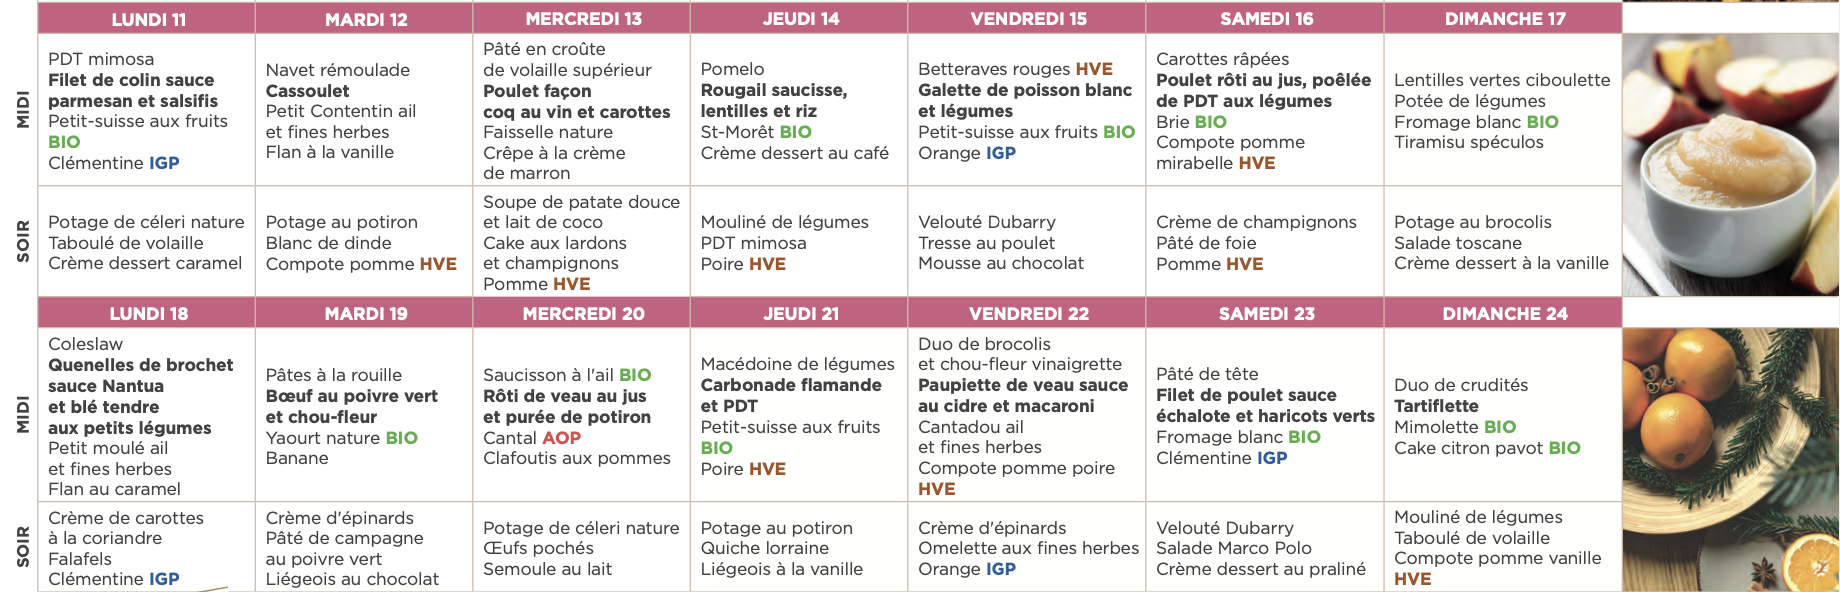 LUNDI 11
MARDI 12
MERCREDI 13
JEUDI 14
VENDREDI 15
SAMEDI 16
DIMANCHE 17
MIDI
PDT mimosa
Filet de colin sauce
parmesan et salsifis
Petit-suisse aux fruits
BIO
Clémentine IGP
Navet rémoulade
Cassoulet
Petit Contentin ail
et fines herbes
Flan à la vanille
Pâté en croûte
de volaille supérieur
Poulet façon
coq au vin et carottes
Faisselle nature
Crêpe à la crème
de marron
Pomelo
Rougail saucisse,
lentilles et riz
St-Morêt BIO
Crème dessert au café
Betteraves rouges HVE
Galette de poisson blanc
et légumes
Petit-suisse aux fruits BIO
Orange IGP
Carottes râpées
Poulet rôti au jus, poêlée
de PDT aux légumes
Brie BIO
Compote pomme
mirabelle HVE
Lentilles vertes ciboulette
Potée de légumes
Fromage blanc BIO
Tiramisu spéculos
SOIR
Potage de céleri nature
Taboulé de volaille
Crème dessert caramel
Potage au potiron
Blanc de dinde
Compote pomme HVE
Soupe de patate douce
et lait de coco
Cake aux lardons
et champignons
Pomme HVE
Mouliné de légumes
PDT mimosa
Poire HVE
Velouté Dubarry
Tresse au poulet
Mousse au chocolat
Crème de champignons
Pâté de foie
Pomme HVE
Potage au brocolis
Salade toscane
Crème dessert à la vanille
LUNDI 18
MARDI 19
MERCREDI 20
JEUDI 21
VENDREDI 22
SAMEDI 23
DIMANCHE 24
MIDI
Coleslaw
Quenelles de brochet
sauce Nantua
et blé tendre
aux petits légumes
Petit moulé ail
et fines herbes
Flan au caramel
Pâtes à la rouille
Bœuf au poivre vert
et chou-fleur
Yaourt nature BIO
Banane
Saucisson à l'ail BIO
Rôti de veau au jus
et purée de potiron
Cantal AOP
Clafoutis aux pommes
Macédoine de légumes
Carbonade flamande
et PDT
Petit-suisse aux fruits
BIO
Poire HVE
Duo de brocolis
et chou-fleur vinaigrette
Paupiette de veau sauce
au cidre et macaroni
Cantadou ail
et fines herbes
Compote pomme poire
HVE
Pâté de tête
Filet de poulet sauce
échalote et haricots verts
Fromage blanc BIO
Clémentine IGP
Duo de crudités
Tartiflette
Mimolette BIO
Cake citron pavot BIO
SOIR
Crème de carottes
à la coriandre
Falafels
Clémentine IGP
Crème d'épinards
Pâté de campagne
au poivre vert
Liégeois au chocolat
Potage de céleri nature
Œufs pochés
Semoule au lait
Potage au potiron
Quiche lorraine
Liégeois à la vanille
Crème d'épinards
Omelette aux fines herbes
Orange IGP
Velouté Dubarry
Salade Marco Polo
Crème dessert au praliné
Mouliné de légumes
Taboulé de volaille
Compote pomme vanille
HVE